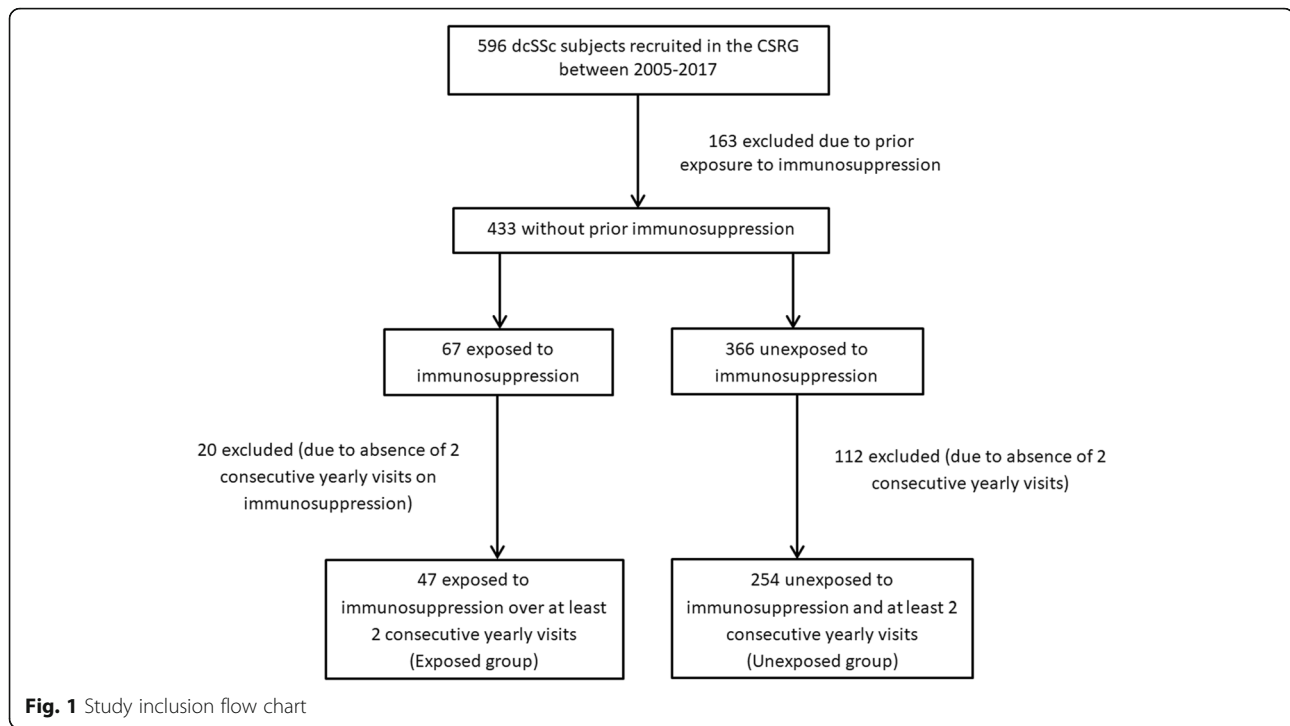 596 dcSSc subjects recruited in the CSRG
between 2005-2017
163 excluded due to prior
exposure to immunosuppression
433 without prior immunosuppression
67 exposed to
immunosuppression
366 unexposed to
immunosuppression
20 excluded (due to absence of 2
consecutive yearly visits on
immunosuppression)
112 excluded (due to absence of 2
consecutive yearly visits)
47 exposed to
immunosuppression over at least
2 consecutive yearly visits
(Exposed group)
254 unexposed to
immunosuppression and at least 2
consecutive yearly visits
(Unexposed group)
Fig. 1 Study inclusion flow chart